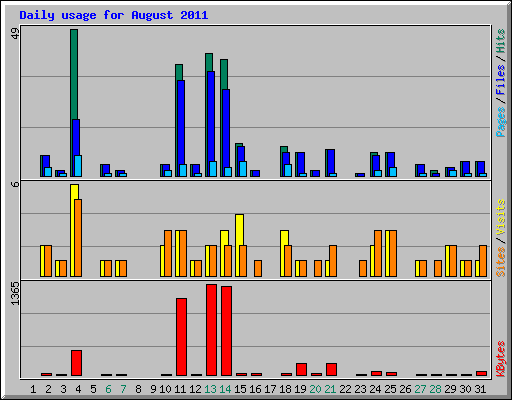 Daily usage for August 2011
49
Pages / Files / Hits
6
Sites / Visits
1365
KBytes
1 2 3 4 5 6 7 8 9 10 11 12 13 14 15 16 17 18 19 20 21 22 23 24 25 26 27 28 29 30 31